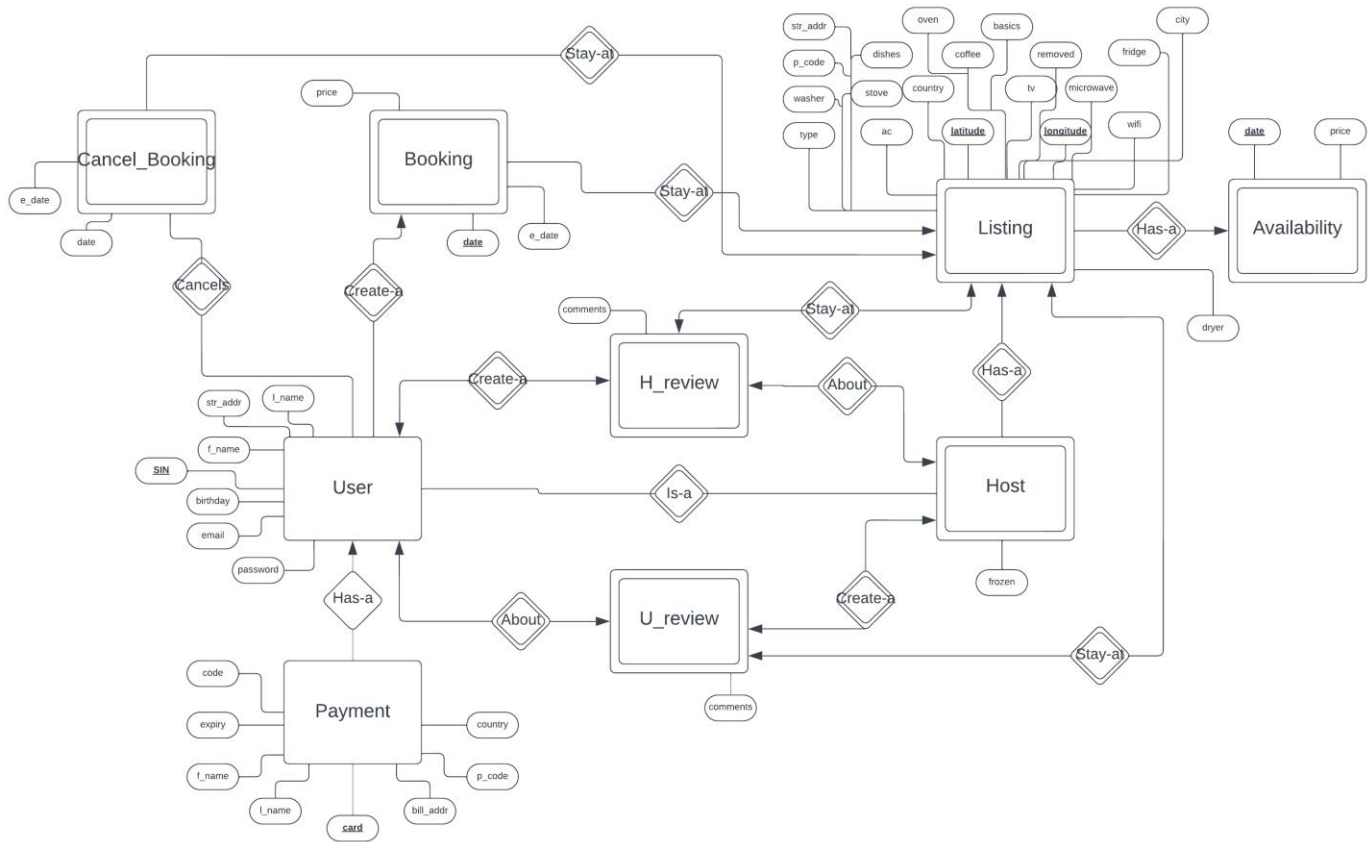 oven
basics
city
str_addr
Stay-at
dishes
coffee
removed
fridge
p_code
country
tv
microwave
price
washer
stove
type
ac
latitude
longitude
wifi
date
price
Cancel_Booking
Booking
Stay-at
e_date
date
date
e_date
Listing
Has-a
Availability
Cancels
Create-a
comments
Stay-at
dryer
Create-a
H_review
About
Has-a
str_addr
l_name
f_name
SIN
User
Is-a
Host
birthday
email
password
frozen
Has-a
About
U_review
Create-a
Stay-at
code
comments
Payment
expiry
country
f_name
p_code
l_name
bill_addr
card